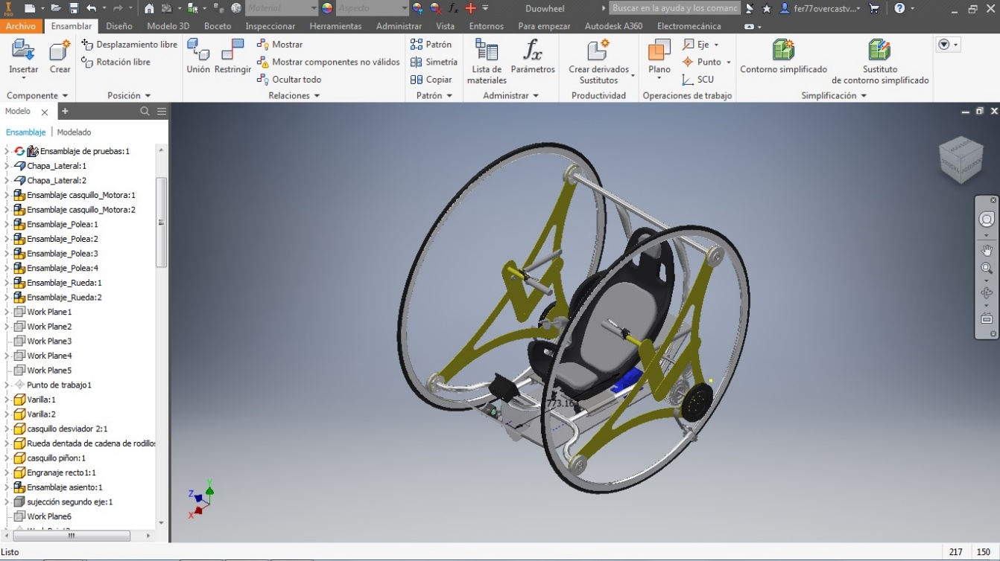 PRO
Material
Aspecto
fx
Duowheel
Buscar en la ayuda y los comanc
fer77overcastv...
Archivo
Ensamblar
Diseño
Modelo 3D
Boceto
Inspeccionar
Herramientas
Administrar
Vista
Entornos
Para empezar
Autodesk A360
Electromecánica
Insertar
Crear
Desplazamiento libre
Rotación libre
Unión
Restringir
Mostrar
Mostrar componentes no válidos
Ocultar todo
Patrón
Simetría
Copiar
Lista de
materiales
fx
Parámetros
Crear derivados
Sustitutos
Plano
Eje
Punto
SCU
Contorno simplificado
Sustituto
de contorno simplificado
Componente
Posición
Relaciones
Patrón
Administrar
Productividad
Operaciones de trabajo
Simplificación
Modelo
Ensamblaje | Modelado
Ensamblaje de pruebas:1
Chapa_Lateral:1
Chapa_Lateral:2
Ensamblaje casquillo_Motora:1
Ensamblaje casquillo_Motora:2
Ensamblaje_Polea:1
Ensamblaje_Polea:2
Ensamblaje_Polea:3
Ensamblaje_Polea:4
Ensamblaje_Rueda:1
Ensamblaje_Rueda:2
Work Plane1
Work Plane2
Work Plane3
Work Plane4
Work Plane5
Punto de trabajo1
Varilla:1
Varilla:2
casquillo desviador 2:1
Rueda dentada de cadena de rodillos
casquillo piñon:1
Engranaje recto1:1
Ensamblaje asiento:1
sujección segundo eje:1
Work Plane6
Y
Z
X
Listo
217
150